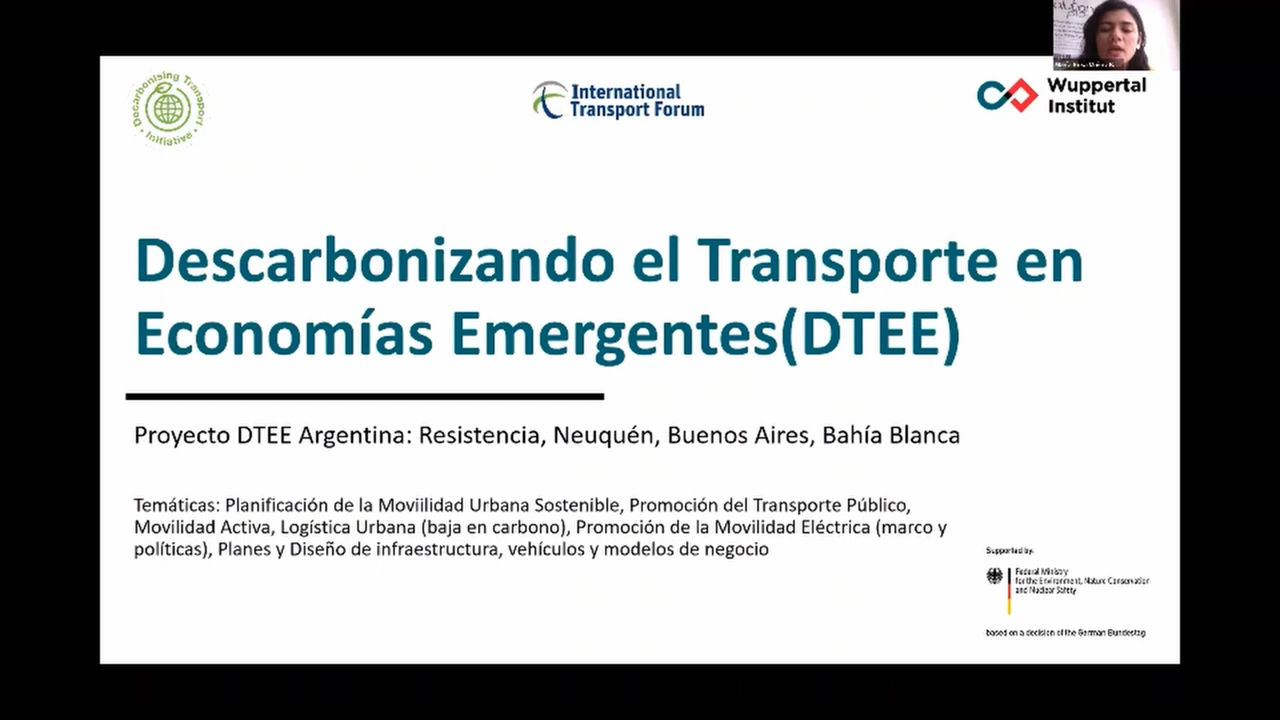 Decarbonising Transport
Initiative
International
Transport Forum
Wuppertal
Institut
Descarbonizando el Transporte en
Economías Emergentes(DTEE)
Proyecto DTEE Argentina: Resistencia, Neuquén, Buenos Aires, Bahía Blanca
Temáticas: Planificación de la Moviilidad Urbana Sostenible, Promoción del Transporte Público,
Movilidad Activa, Logística Urbana (baja en carbono), Promoción de la Movilidad Eléctrica (marco y
políticas), Planes y Diseño de infraestructura, vehículos y modelos de negocio
Supported by:
Federal Ministry
for the Environment, Nature Conservation
and Nuclear Safety
based on a decision of the German Bundestag